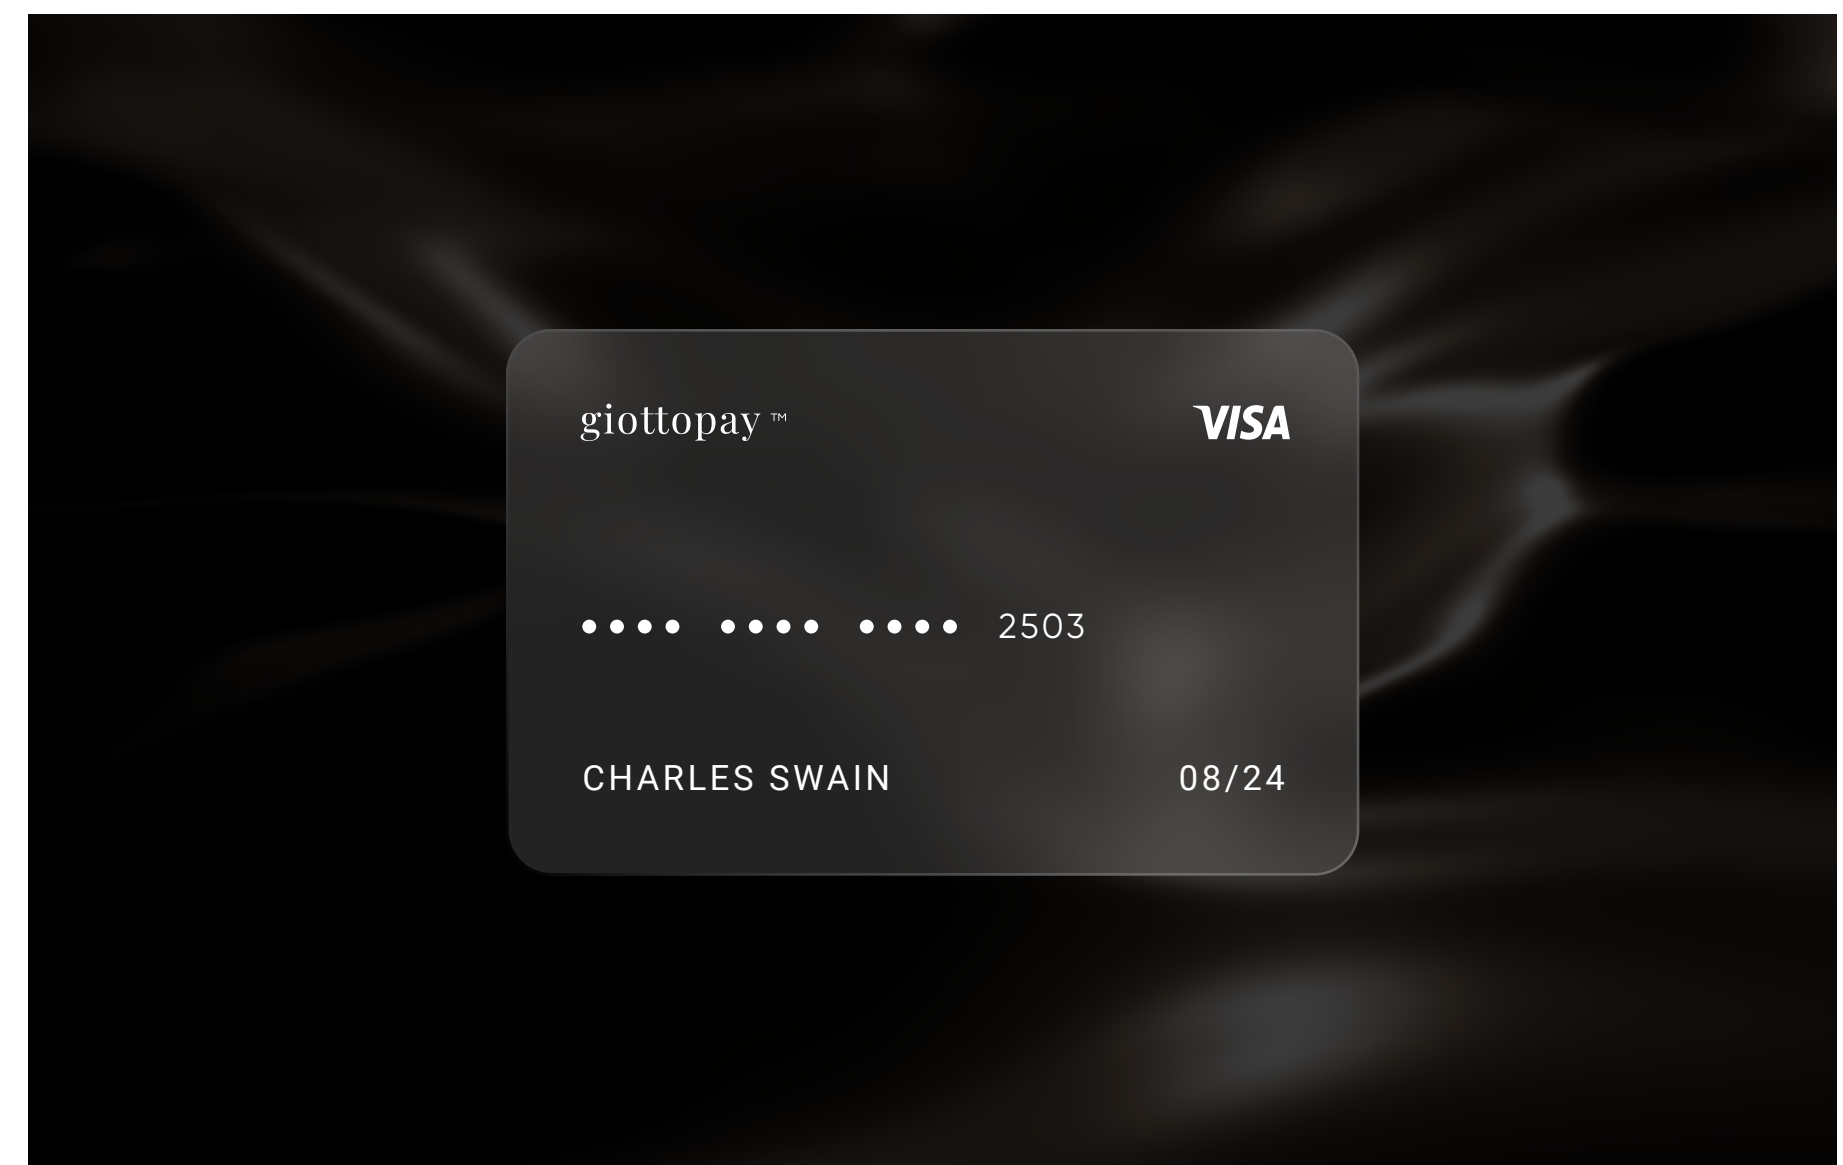 giottopay ™ VISA
•••• •••• •••• 2503
CHARLES SWAIN 08/24